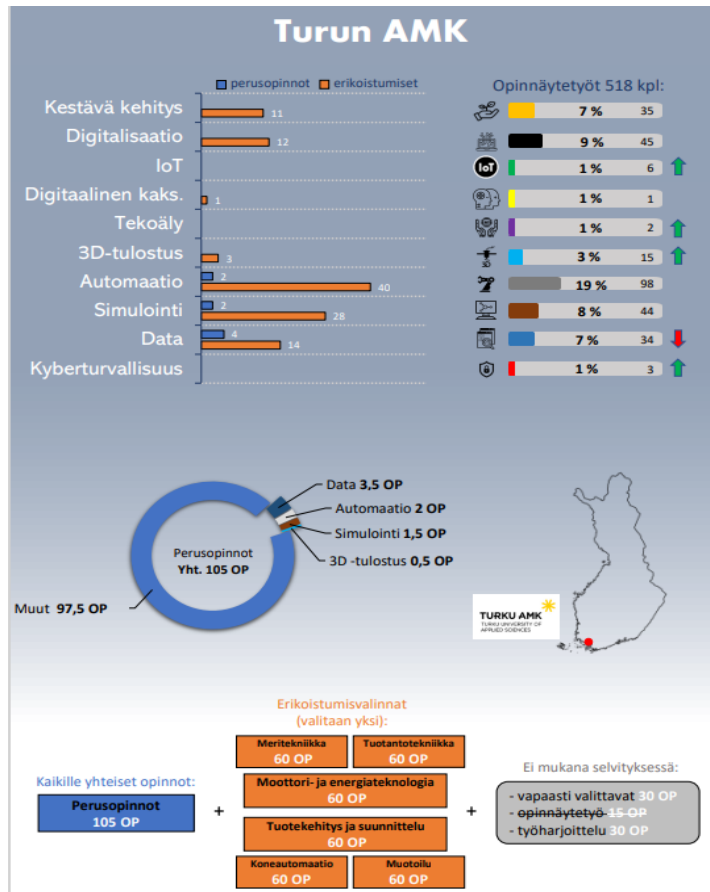 Turun AMK
perusopinnot erikoistumiset
Kestävä kehitys 11
Digitalisaatio 12
IoT
Digitaalinen kaks. 1
Tekoäly
3D-tulostus 3
Automaatio 2 40
Simulointi 2 28
Data 4 14
Kyberturvallisuus
Opinnäytetyöt 518 kpl:
7 % 35
9 % 45
IoT 1 % 6
1 % 1
1 % 2
3D 3 % 15
19 % 98
8 % 44
7 % 34
1 % 3
Data 3,5 OP
Automaatio 2 OP
Simulointi 1,5 OP
3D -tulostus 0,5 OP
Perusopinnot
Yht. 105 OP
Muut 97,5 OP
TURKU AMK
TURKU UNIVERSITY OF
APPLIED SCIENCES
Erikoistumisvalinnat
(valitaan yksi):
Meritekniikka
60 OP
Tuotantotekniikka
60 OP
Moottori- ja energiateknologia
60 OP
Tuotekehitys ja suunnittelu
60 OP
Koneautomaatio
60 OP
Muotoilu
60 OP
Kaikille yhteiset opinnot:
Perusopinnot
105 OP
+
+
Ei mukana selvityksessä:
- vapaasti valittavat 30 OP
- opinnäytetyö 15 OP
- työharjoittelu 30 OP